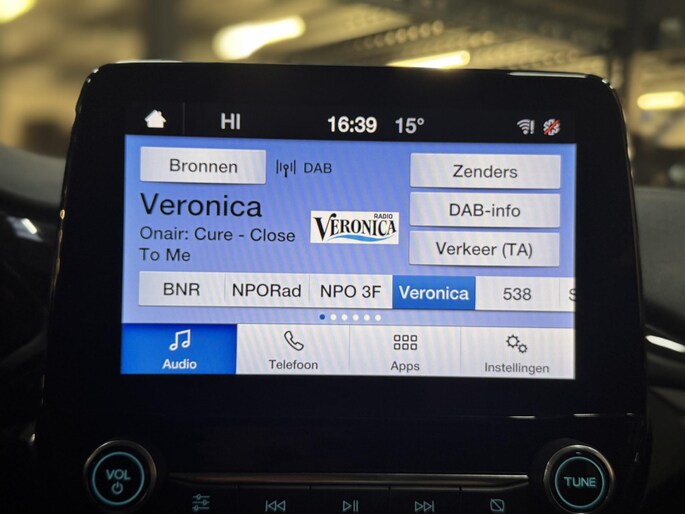 HI 16:39 15°
Bronnen DAB Zenders
Veronica
RADIO
VERONICA
DAB-info
Onair: Cure - Close
To Me
Verkeer (TA)
BNR NPORad NPO 3F Veronica 538 S
Audio Telefoon Apps Instellingen
VOL TUNE